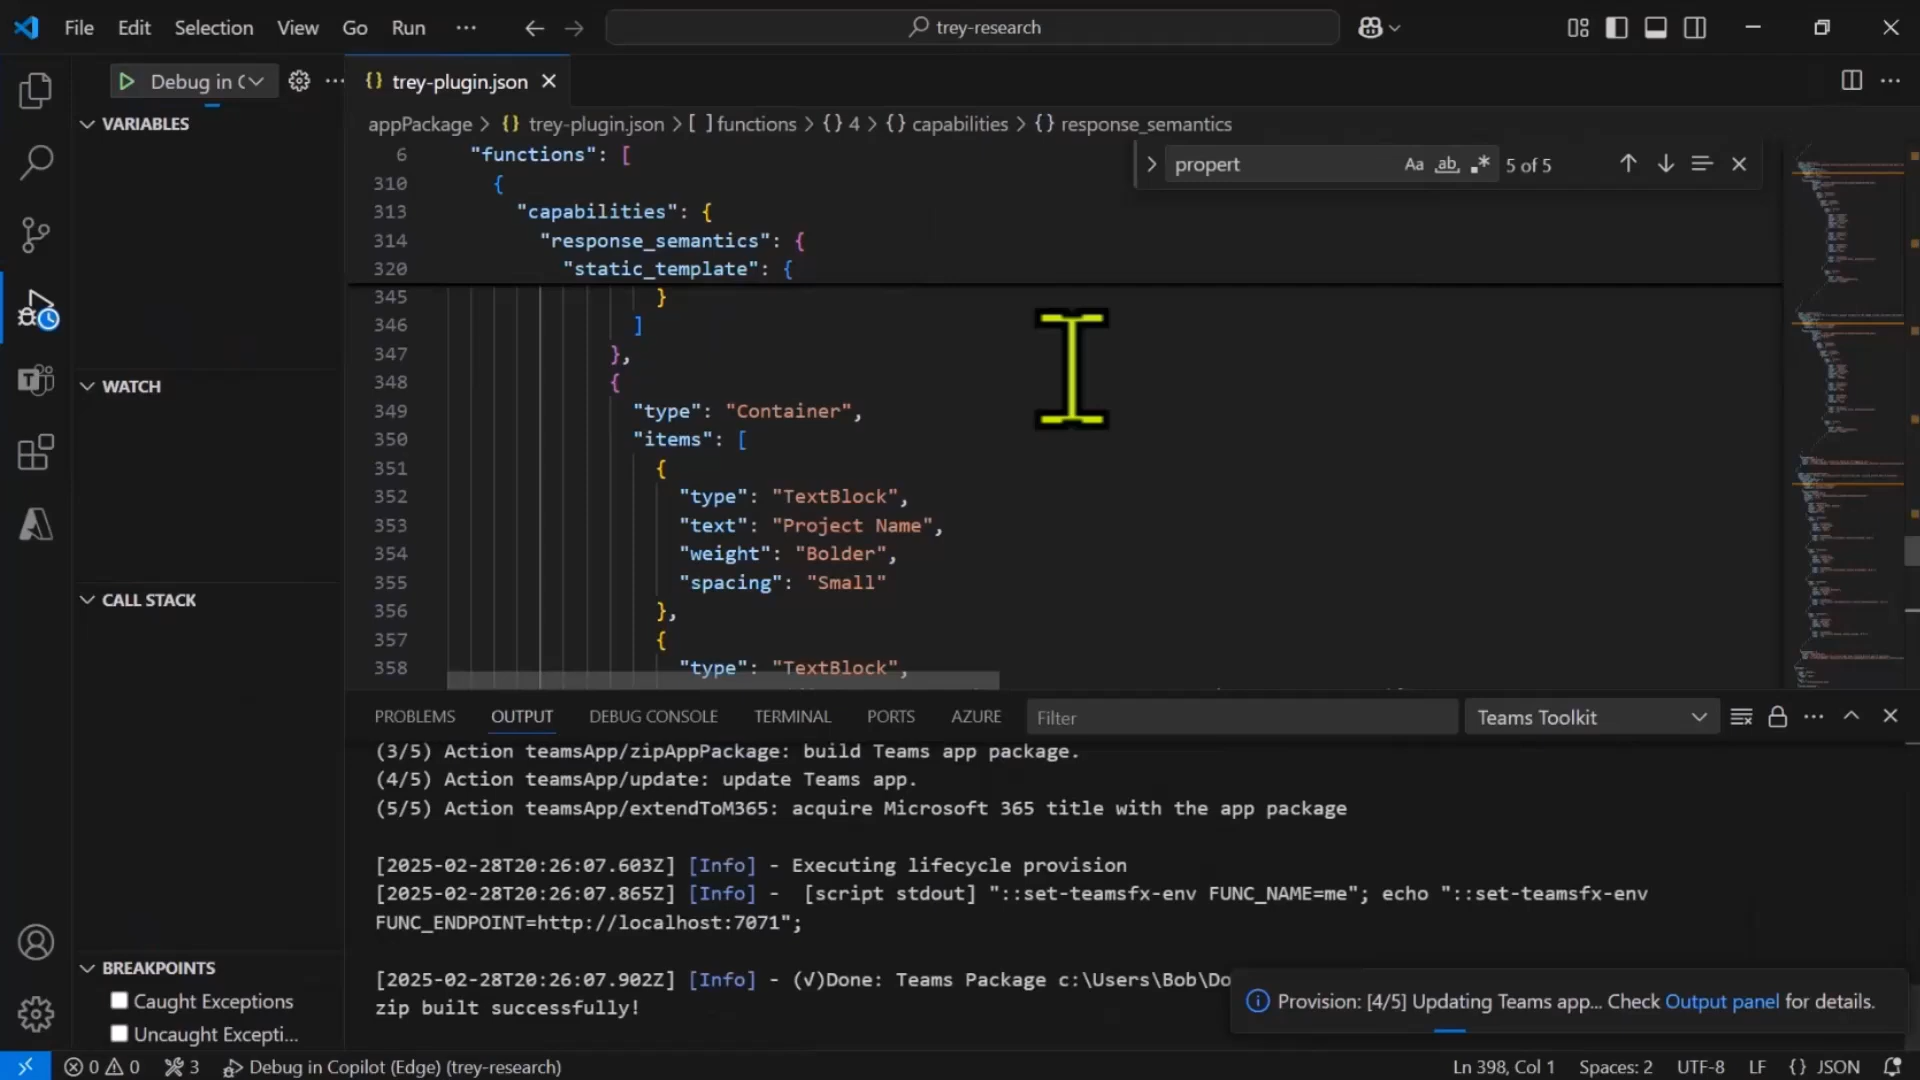 File Edit Selection View Go Run ··· trey-research
Debug in C ··· trey-plugin.json
VARIABLES
appPackage > {} trey-plugin.json > [ ] functions > {} 4 > {} capabilities > {} response_semantics
propert Aa ab .* 5 of 5
6 "functions": [
310 {
313 "capabilities": {
314 "response_semantics": {
320 "static_template": {
345 }
346 ]
347 },
348 {
349 "type": "Container",
350 "items": [
351 {
352 "type": "TextBlock",
353 "text": "Project Name",
354 "weight": "Bolder",
355 "spacing": "Small"
356 },
357 {
358 "type": "TextBlock",
WATCH
CALL STACK
BREAKPOINTS
Caught Exceptions
Uncaught Excepti...
PROBLEMS OUTPUT DEBUG CONSOLE TERMINAL PORTS AZURE Filter Teams Toolkit ···
(3/5) Action teamsApp/zipAppPackage: build Teams app package.
(4/5) Action teamsApp/update: update Teams app.
(5/5) Action teamsApp/extendToM365: acquire Microsoft 365 title with the app package
[2025-02-28T20:26:07.603Z] [Info] - Executing lifecycle provision
[2025-02-28T20:26:07.865Z] [Info] - [script stdout] "::set-teamsfx-env FUNC_NAME=me"; echo "::set-teamsfx-env
FUNC_ENDPOINT=http://localhost:7071";
[2025-02-28T20:26:07.902Z] [Info] - (√)Done: Teams Package c:\Users\Bob\Do
zip built successfully!
Provision: [4/5] Updating Teams app... Check Output panel for details.
0 0 3 Debug in Copilot (Edge) (trey-research) Ln 398, Col 1 Spaces: 2 UTF-8 LF {} JSON